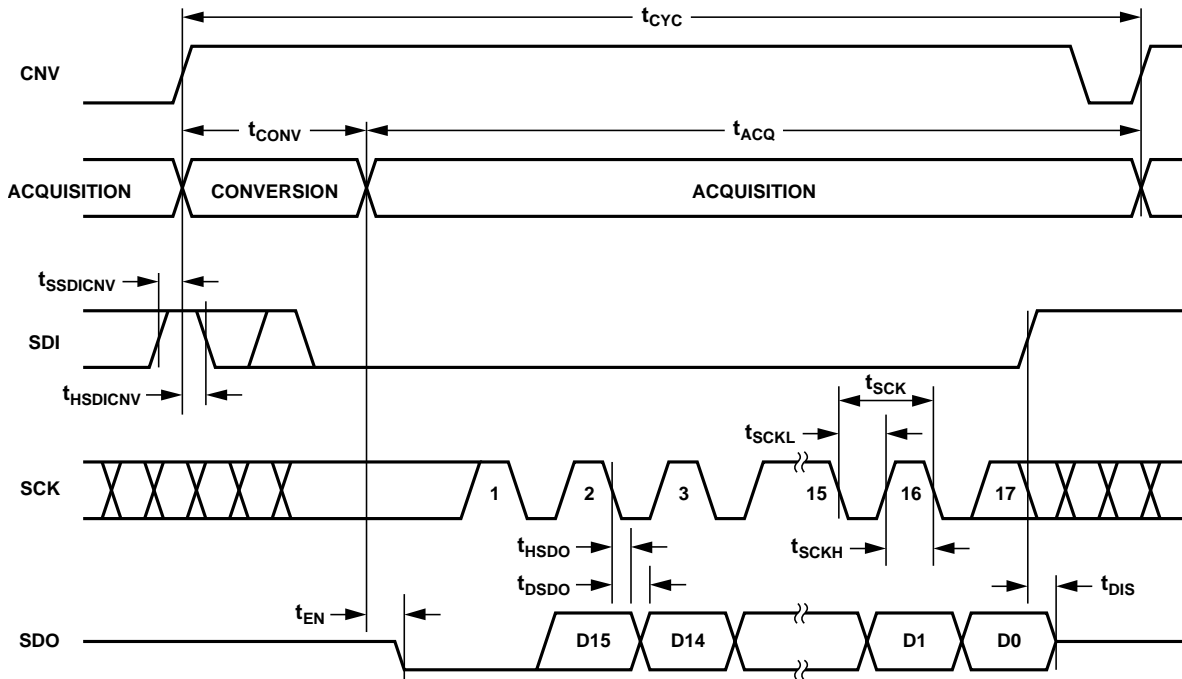 tCYC
CNV
tCONV
tACQ
ACQUISITION
CONVERSION
ACQUISITION
tSSDICNV
SDI
tHSDICNV
tSCK
tSCKL
SCK
1
2
3
15
16
17
tHSDO
tSCKH
tDSDO
tDIS
tEN
SDO
D15
D14
D1
D0